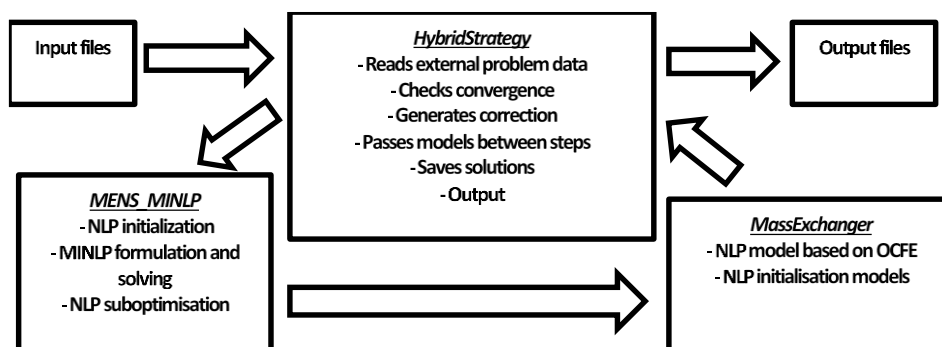 Input files
HybridStrategy
- Reads external problem data
- Checks convergence
- Generates correction
- Passes models between steps
- Saves solutions
- Output
Output files
MENS_MINLP
- NLP initialization
- MINLP formulation and
solving
- NLP suboptimisation
MassExchanger
- NLP model based on OCFE
- NLP initialisation models